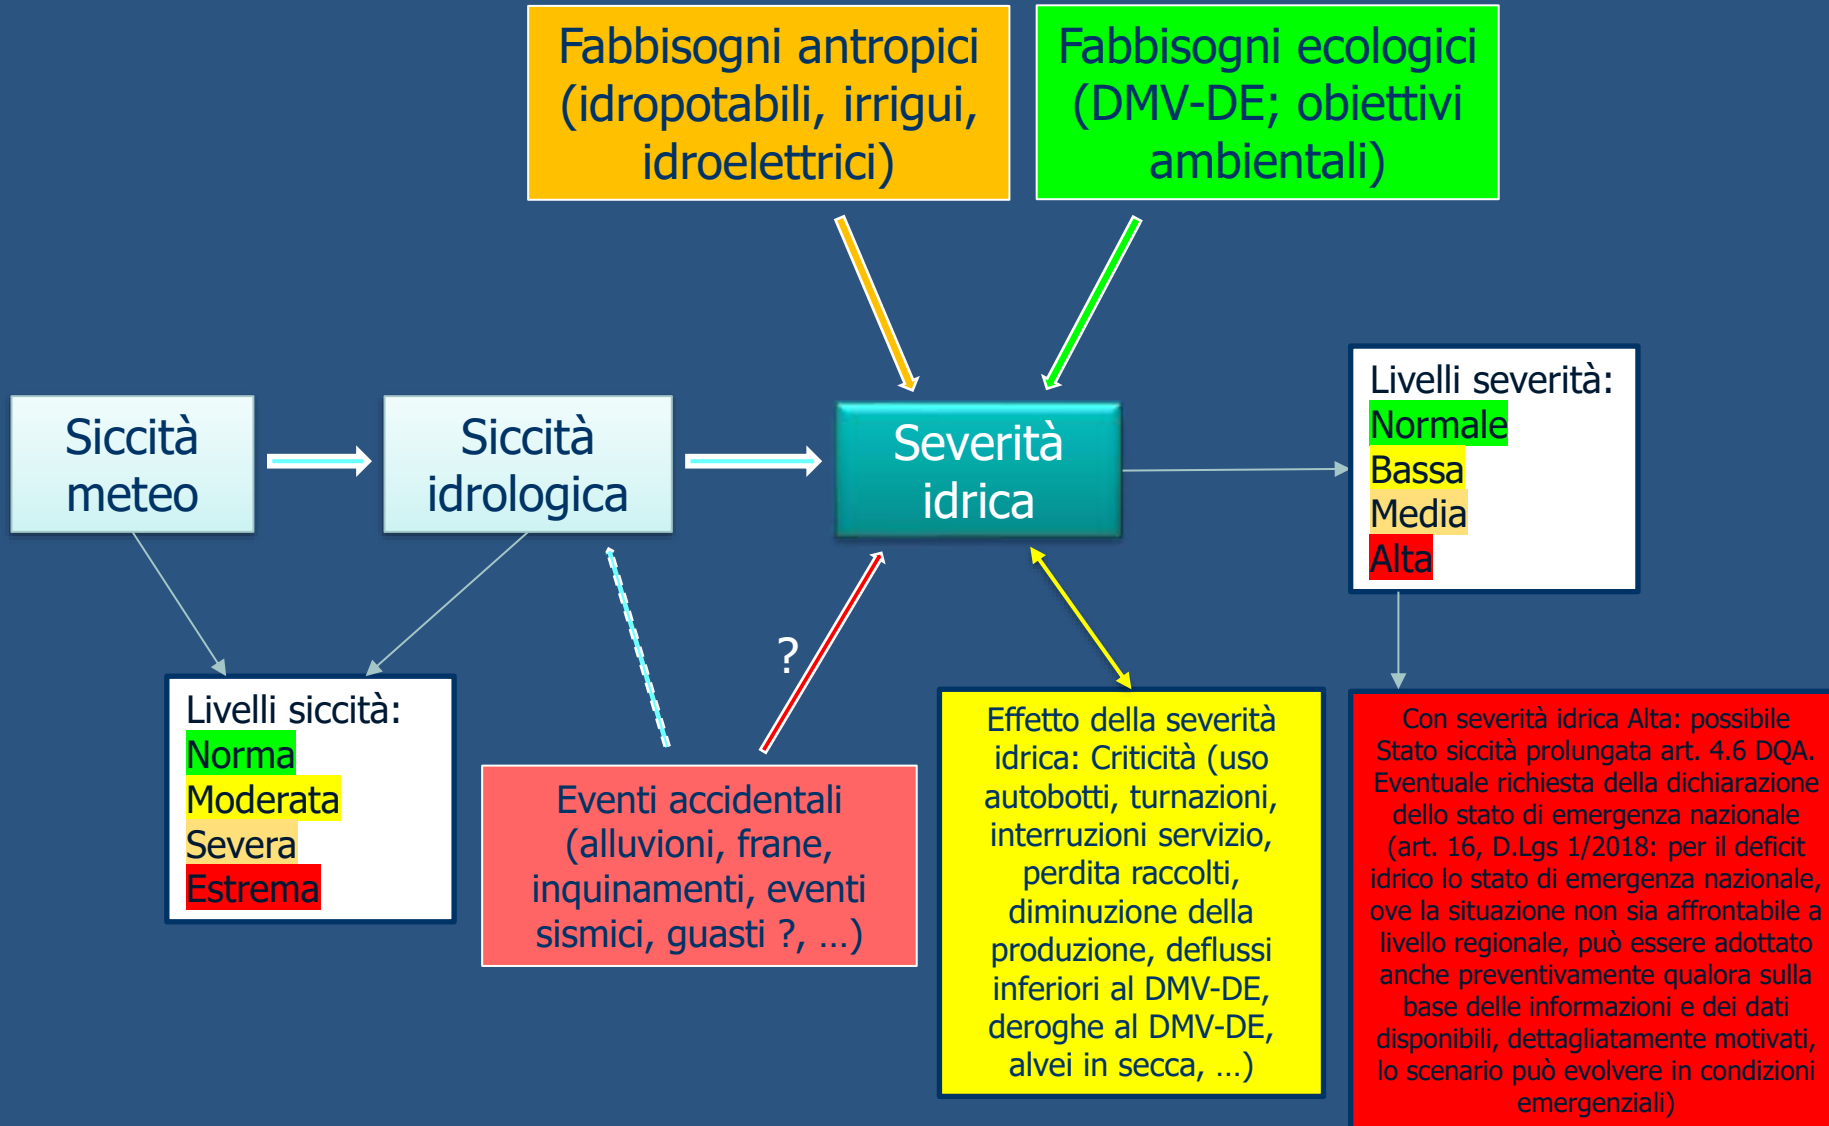 Fabbisogni antropici
(idropotabili, irrigui,
idroelettrici)
Fabbisogni ecologici
(DMV-DE; obiettivi
ambientali)
Siccità
meteo
Siccità
idrologica
Severità
idrica
Livelli severità:
Normale
Bassa
Media
Alta
?
Livelli siccità:
Norma
Moderata
Severa
Estrema
Eventi accidentali
(alluvioni, frane,
inquinamenti, eventi
sismici, guasti ?, …)
Effetto della severità
idrica: Criticità (uso
autobotti, turnazioni,
interruzioni servizio,
perdita raccolti,
diminuzione della
produzione, deflussi
inferiori al DMV-DE,
deroghe al DMV-DE,
alvei in secca, …)
Con severità idrica Alta: possibile
Stato siccità prolungata art. 4.6 DQA.
Eventuale richiesta della dichiarazione
dello stato di emergenza nazionale
(art. 16, D.Lgs 1/2018: per il deficit
idrico lo stato di emergenza nazionale,
ove la situazione non sia affrontabile a
livello regionale, può essere adottato
anche preventivamente qualora sulla
base delle informazioni e dei dati
disponibili, dettagliatamente motivati,
lo scenario può evolvere in condizioni
emergenziali)